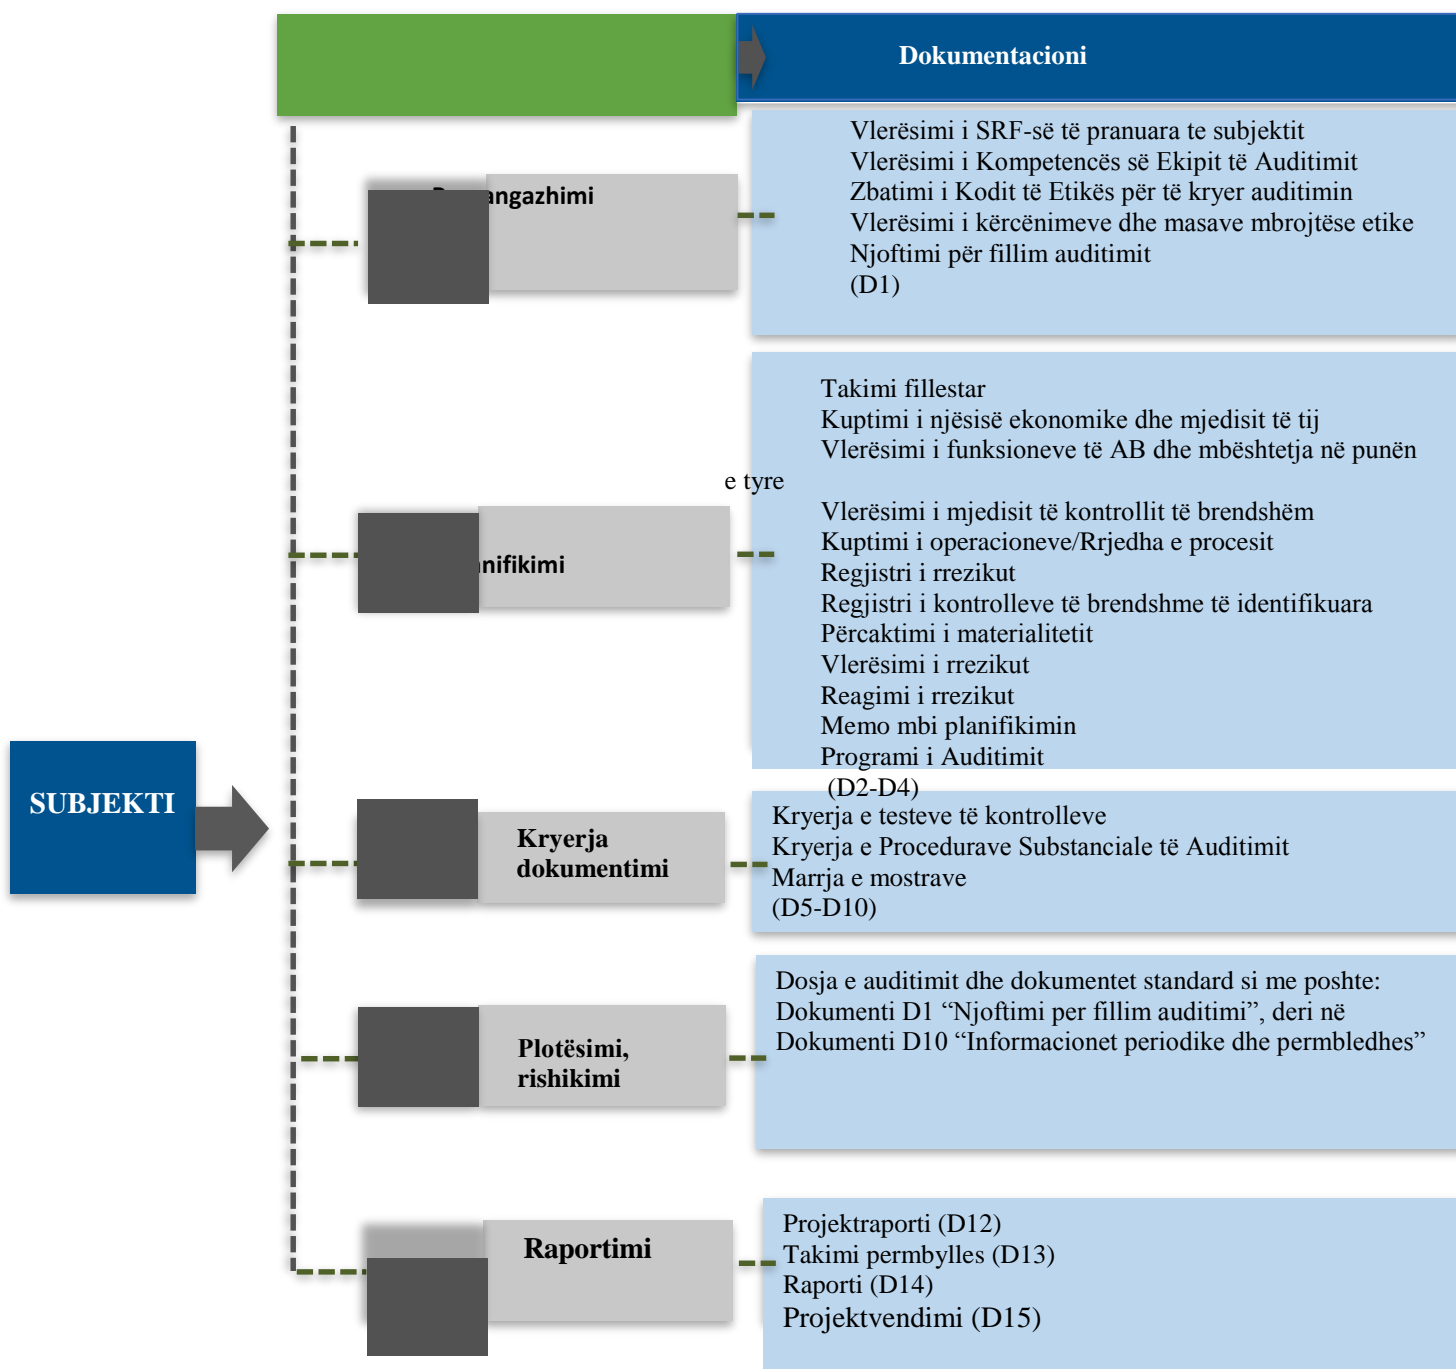 Dokumentacioni
Vlerësimi i SRF-së të pranuara te subjektit
Vlerësimi i Kompetencës së Ekipit të Auditimit
Zbatimi i Kodit të Etikës për të kryer auditimin
Vlerësimi i kërcënimeve dhe masave mbrojtëse etike
Njoftimi për fillim auditimit
(D1)
angazhimi
Takimi fillestar
Kuptimi i njësisë ekonomike dhe mjedisit të tij
Vlerësimi i funksioneve të AB dhe mbështetja në punën
e tyre
Vlerësimi i mjedisit të kontrollit të brendshëm
Kuptimi i operacioneve/Rrjedha e procesit
Regjistri i rrezikut
Regjistri i kontrolleve të brendshme të identifikuara
Përcaktimi i materialitetit
Vlerësimi i rrezikut
Reagimi i rrezikut
Memo mbi planifikimin
Programi i Auditimit
(D2-D4)
nifikimi
SUBJEKTI
Kryerja
dokumentimi
Kryerja e testeve të kontrolleve
Kryerja e Procedurave Substanciale të Auditimit
Marrja e mostrave
(D5-D10)
Plotësimi,
rishikimi
Dosja e auditimit dhe dokumentet standard si me poshte:
Dokumenti D1 “Njoftimi per fillim auditimi”, deri në
Dokumenti D10 “Informacionet periodike dhe permbledhes”
Raportimi
Projektraporti (D12)
Takimi permbylles (D13)
Raporti (D14)
Projektvendimi (D15)